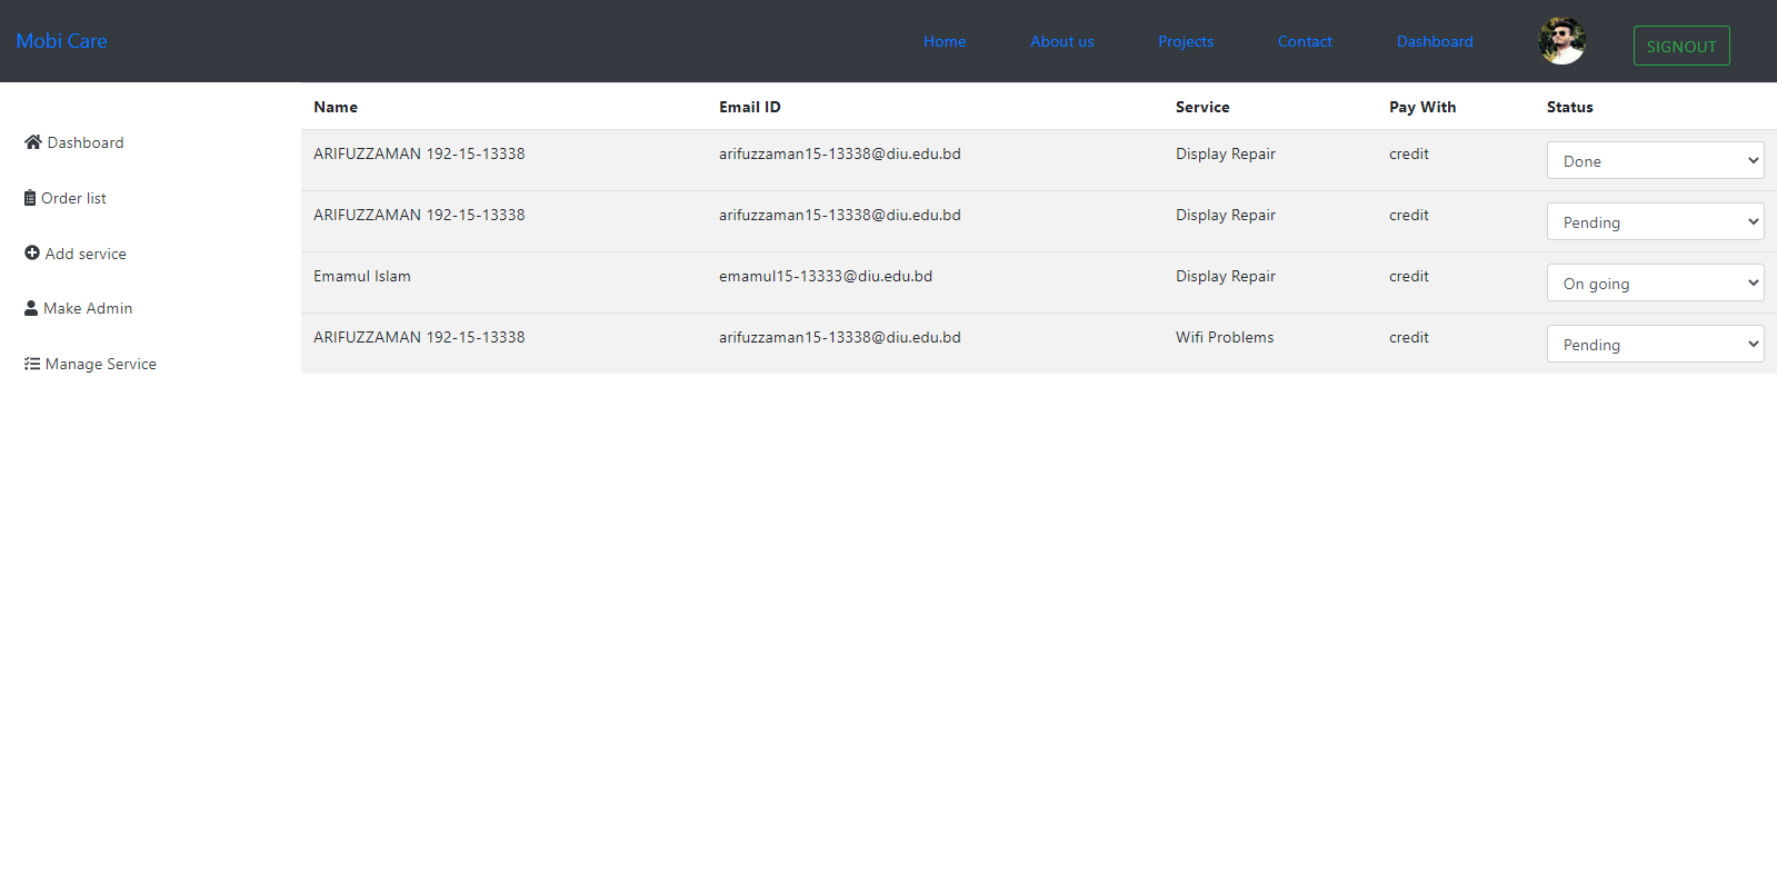 Mobi Care Home About us Projects Contact Dashboard SIGNOUT
Dashboard
Order list
Add service
Make Admin
Manage Service
Name Email ID Service Pay With Status
ARIFUZZAMAN 192-15-13338 arifuzzaman15-13338@diu.edu.bd Display Repair credit Done
ARIFUZZAMAN 192-15-13338 arifuzzaman15-13338@diu.edu.bd Display Repair credit Pending
Emamul Islam emamul15-13333@diu.edu.bd Display Repair credit On going
ARIFUZZAMAN 192-15-13338 arifuzzaman15-13338@diu.edu.bd Wifi Problems credit Pending